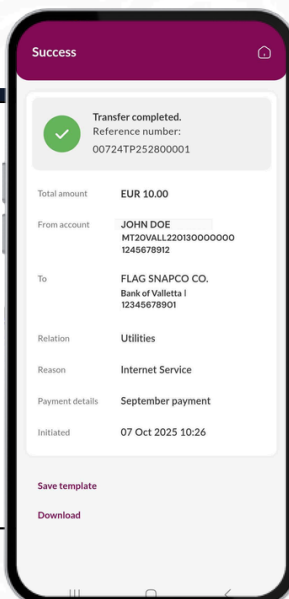 Success
Transfer completed.
Reference number:
00724TP252800001
Total amount EUR 10.00
From account JOHN DOE
MT20VALL220130000000
1245678912
To FLAG SNAPCO CO.
Bank of Valletta |
12345678901
Relation Utilities
Reason Internet Service
Payment details September payment
Initiated 07 Oct 2025 10:26
Save template
Download